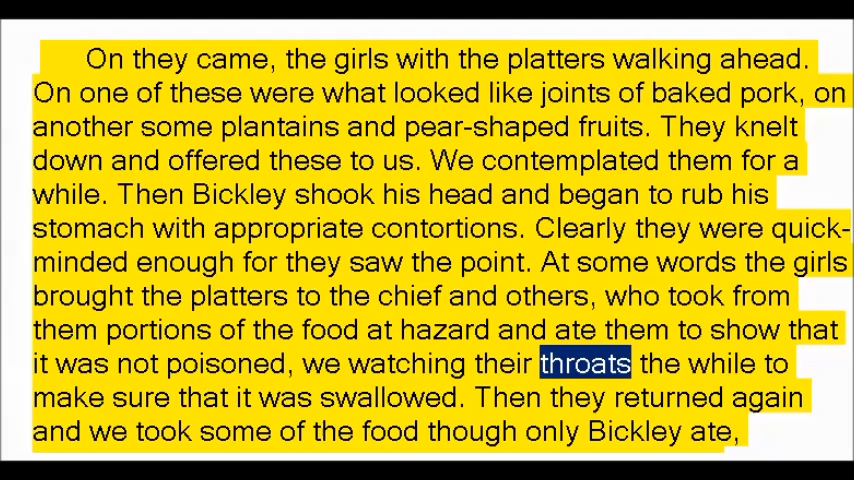 On they came, the girls with the platters walking ahead.
On one of these were what looked like joints of baked pork, on
another some plantains and pear-shaped fruits. They knelt
down and offered these to us. We contemplated them for a
while. Then Bickley shook his head and began to rub his
stomach with appropriate contortions. Clearly they were quick-
minded enough for they saw the point. At some words the girls
brought the platters to the chief and others, who took from
them portions of the food at hazard and ate them to show that
it was not poisoned, we watching their throats the while to
make sure that it was swallowed. Then they returned again
and we took some of the food though only Bickley ate,